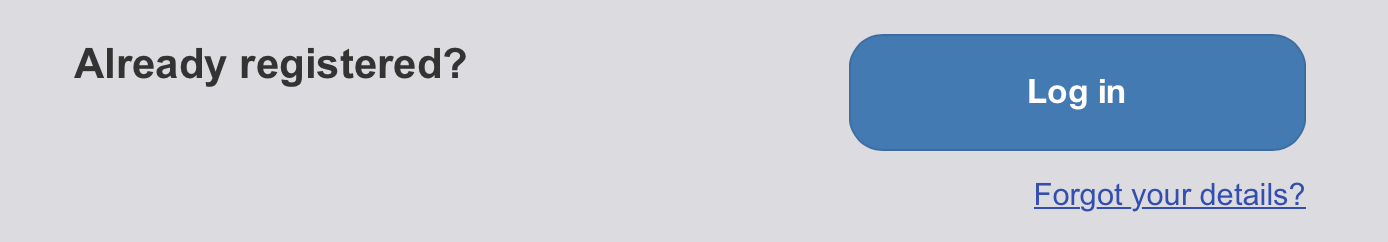 Already registered?
Log in
Forgot your details?